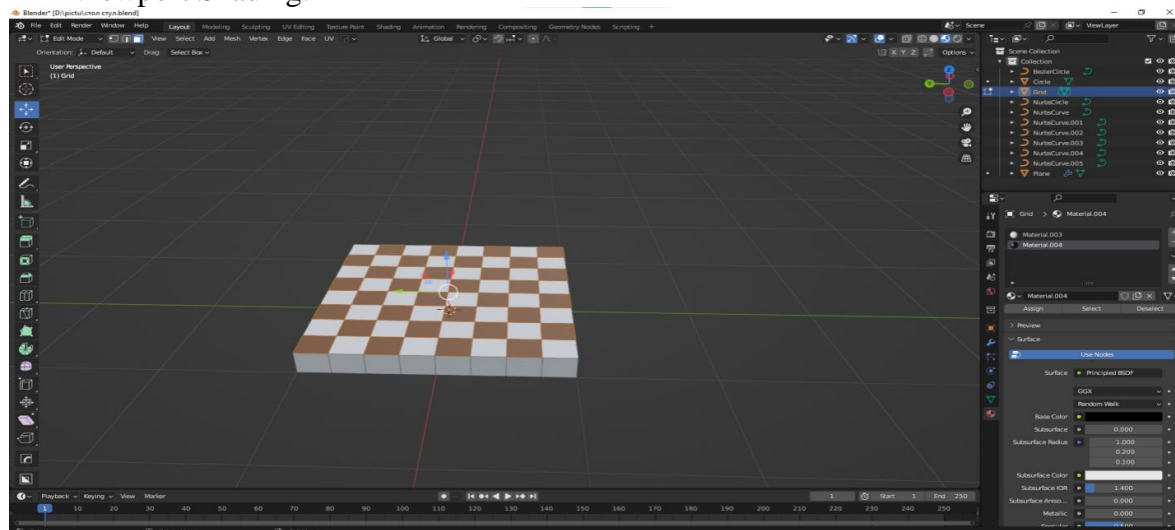 Viewport Shading.
Blender* [D:\pictu\стол стул.blend]
File Edit Render Window Help Layout Modeling Sculpting UV Editing Texture Paint Shading Animation Rendering Compositing Geometry Nodes Scripting + Scene ViewLayer
Edit Mode View Select Add Mesh Vertex Edge Face UV Global
Orientation: Default Drag: Select Box X Y Z Options
User Perspective
(1) Grid
Scene Collection
Collection
BezierCircle
Circle
Grid
NurbsCircle
NurbsCurve
NurbsCurve.001
NurbsCurve.002
NurbsCurve.003
NurbsCurve.004
NurbsCurve.005
Plane
Grid > Material.004
Material.003
Material.004
Material.004
Assign Select Deselect
Preview
Surface
Use Nodes
Surface Principled BSDF
GGX
Random Walk
Base Color
Subsurface 0.000
Subsurface Radius 1.000
0.200
0.100
Subsurface Color
Subsurface IOR 1.400
Subsurface Aniso... 0.000
Metallic 0.000
Playback Keying View Marker 1 Start 1 End 250
1 10 20 30 40 50 60 70 80 90 100 110 120 130 140 150 160 170 180 190 200 210 220 230 240 250